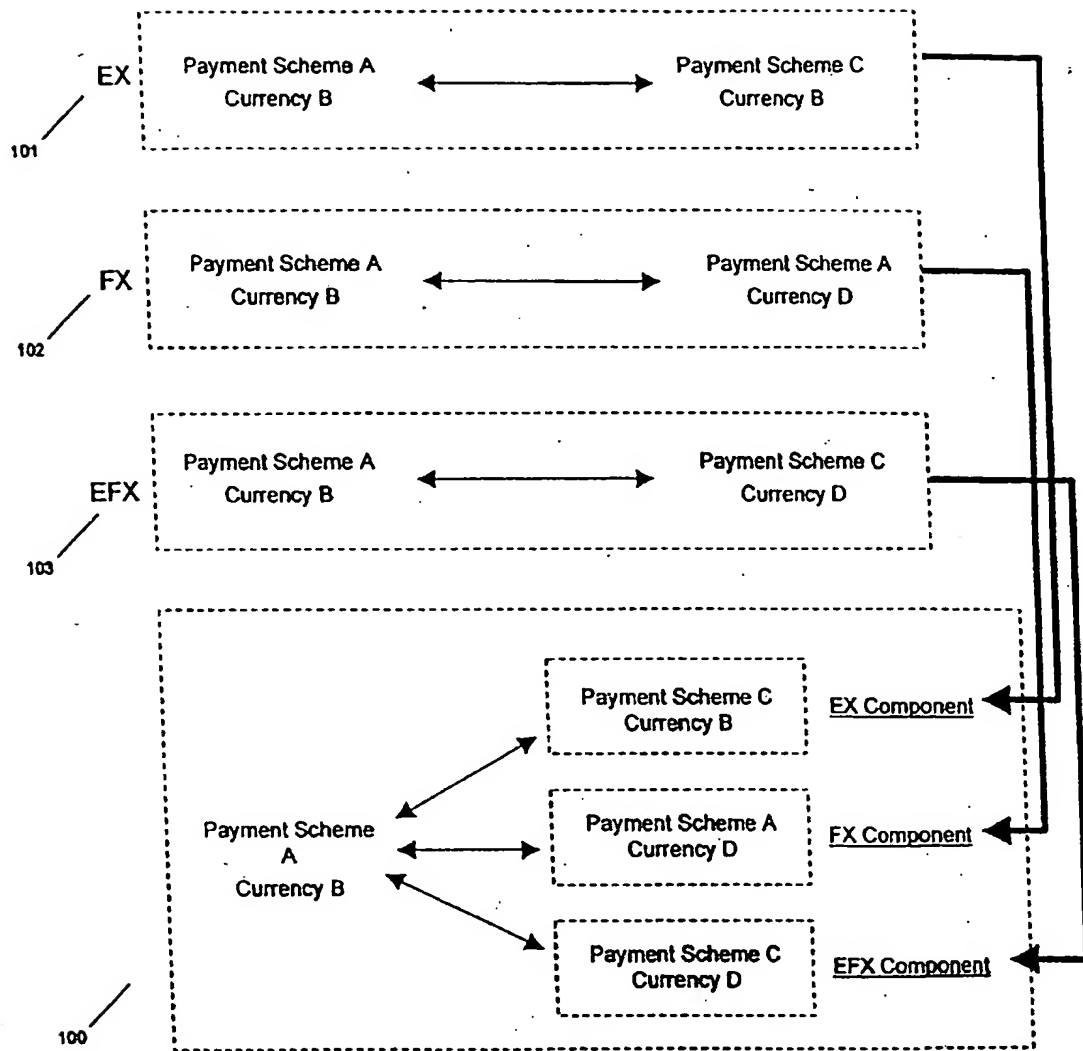 EX
Payment Scheme A
Currency B
Payment Scheme C
Currency B
101
FX
Payment Scheme A
Currency B
Payment Scheme A
Currency D
102
EFX
Payment Scheme A
Currency B
Payment Scheme C
Currency D
103
Payment Scheme C
Currency B
EX Component
Payment Scheme
A
Currency B
Payment Scheme A
Currency D
FX Component
Payment Scheme C
Currency D
EFX Component
100